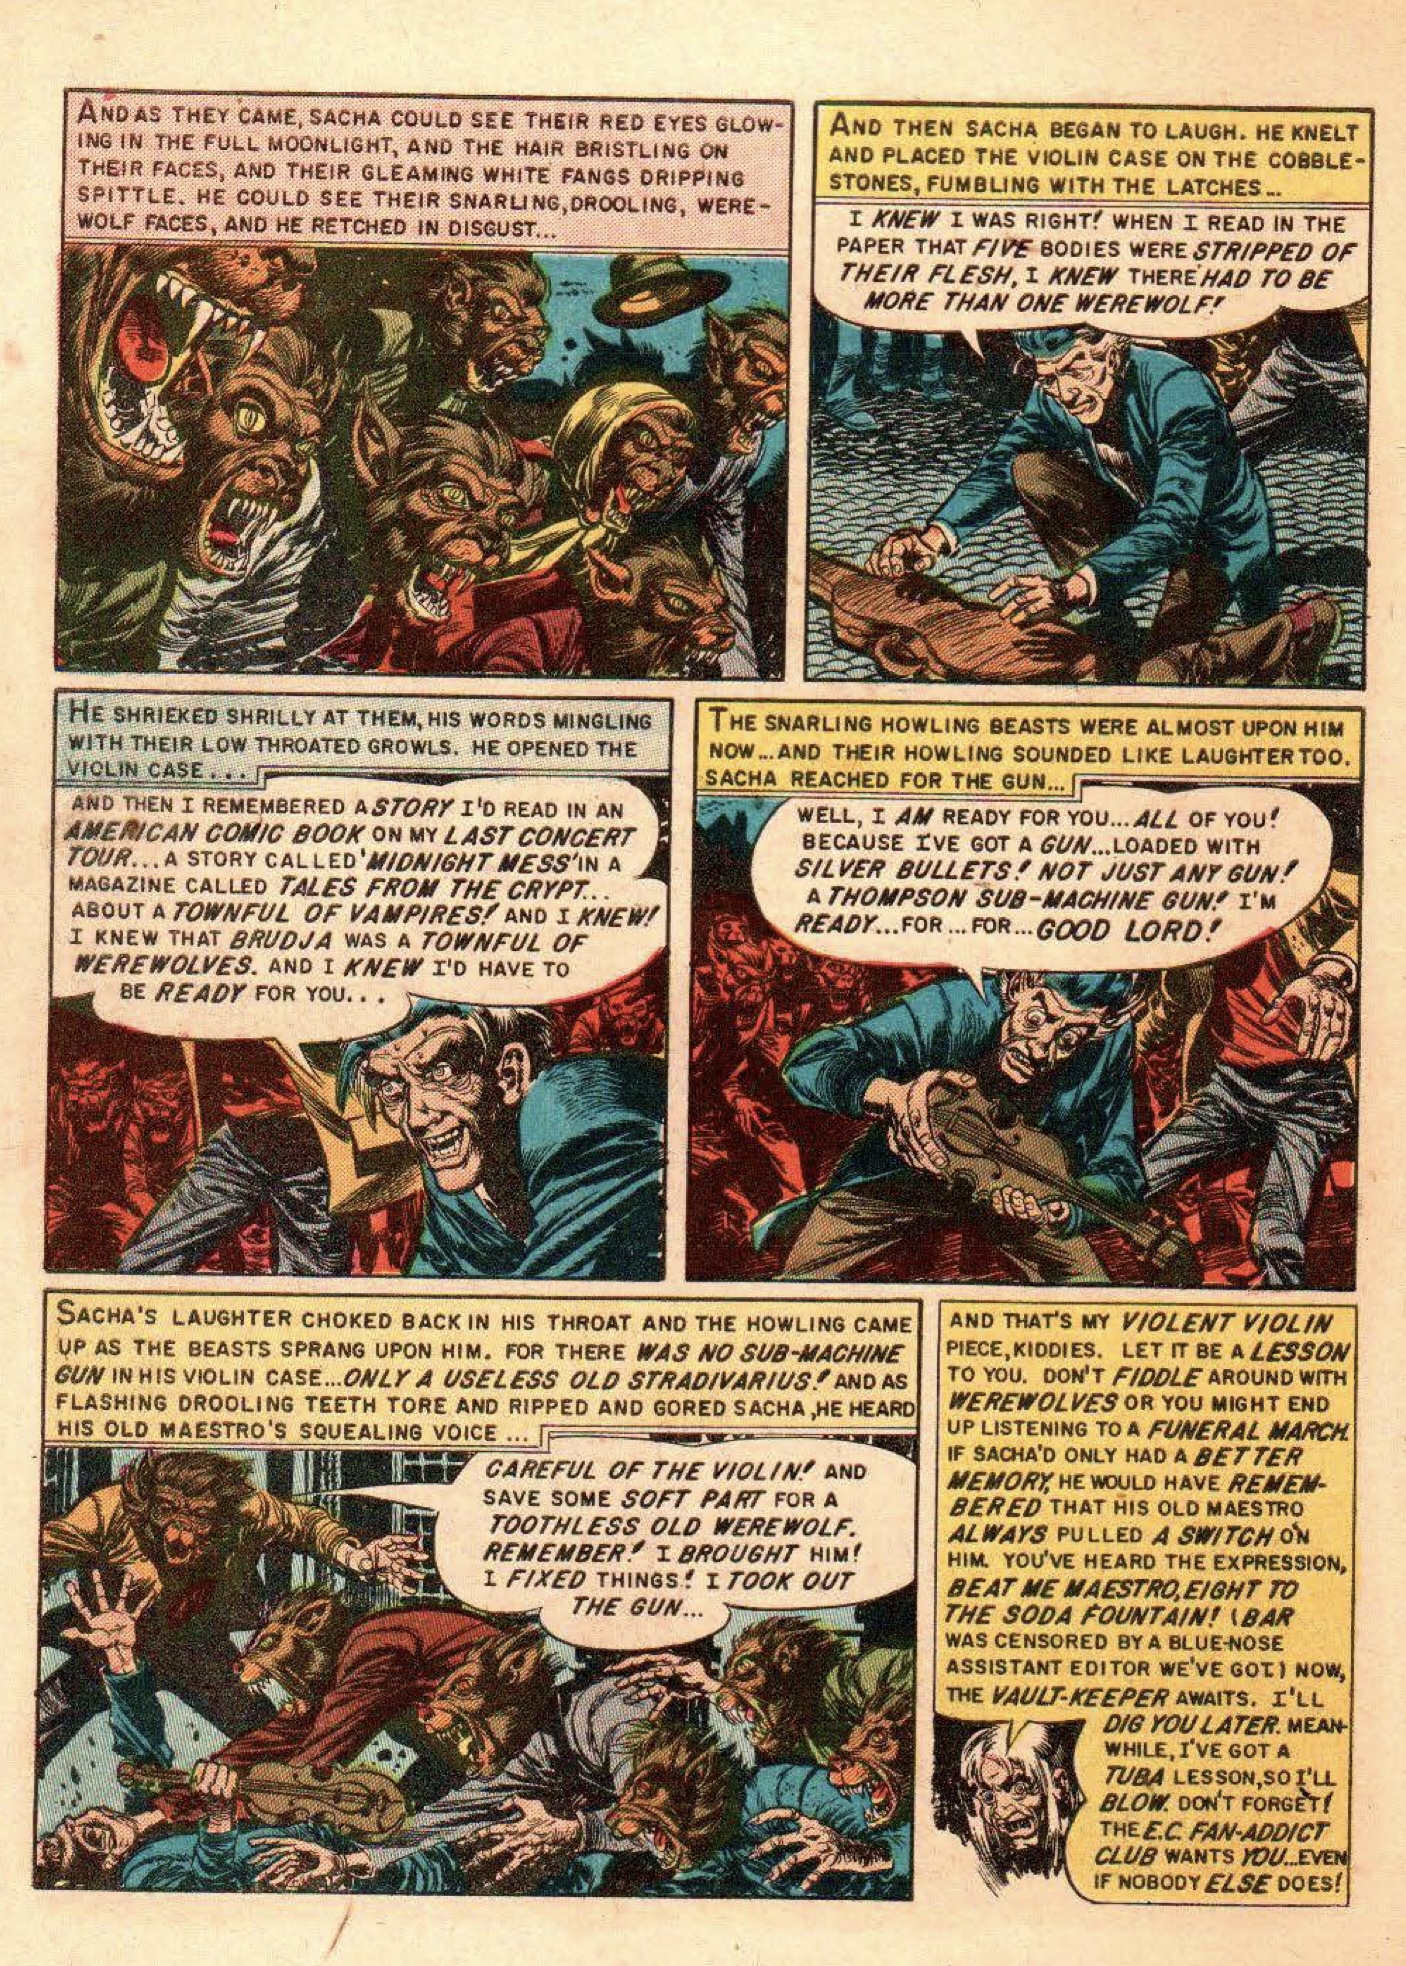 AND AS THEY CAME, SACHA COULD SEE THEIR RED EYES GLOW-
ING IN THE FULL MOONLIGHT, AND THE HAIR BRISTLING ON
THEIR FACES, AND THEIR GLEAMING WHITE FANGS DRIPPING
SPITTLE. HE COULD SEE THEIR SNARLING, DROOLING, WERE-
WOLF FACES, AND HE RETCHED IN DISGUST...
AND THEN SACHA BEGAN TO LAUGH. HE KNELT
AND PLACED THE VIOLIN CASE ON THE COBBLE-
STONES, FUMBLING WITH THE LATCHES...
I KNEW I WAS RIGHT! WHEN I READ IN THE
PAPER THAT FIVE BODIES WERE STRIPPED OF
THEIR FLESH, I KNEW THERE HAD TO BE
MORE THAN ONE WEREWOLF!
HE SHRIEKED SHRILLY AT THEM, HIS WORDS MINGLING
WITH THEIR LOW THROATED GROWLS. HE OPENED THE
VIOLIN CASE...
AND THEN I REMEMBERED A STORY I'D READ IN AN
AMERICAN COMIC BOOK ON MY LAST CONCERT
TOUR... A STORY CALLED 'MIDNIGHT MESS' IN A
MAGAZINE CALLED TALES FROM THE CRYPT...
ABOUT A TOWNFUL OF VAMPIRES! AND I KNEW!
I KNEW THAT BRUDJA WAS A TOWNFUL OF
WEREWOLVES. AND I KNEW I'D HAVE TO
BE READY FOR YOU...
THE SNARLING HOWLING BEASTS WERE ALMOST UPON HIM
NOW... AND THEIR HOWLING SOUNDED LIKE LAUGHTER TOO.
SACHA REACHED FOR THE GUN...
WELL, I AM READY FOR YOU... ALL OF YOU!
BECAUSE I'VE GOT A GUN... LOADED WITH
SILVER BULLETS! NOT JUST ANY GUN!
A THOMPSON SUB-MACHINE GUN! I'M
READY... FOR... FOR... GOOD LORD!
SACHA'S LAUGHTER CHOKED BACK IN HIS THROAT AND THE HOWLING CAME
UP AS THE BEASTS SPRANG UPON HIM. FOR THERE WAS NO SUB-MACHINE
GUN IN HIS VIOLIN CASE... ONLY A USELESS OLD STRADIVARIUS! AND AS
FLASHING DROOLING TEETH TORE AND RIPPED AND GORED SACHA, HE HEARD
HIS OLD MAESTRO'S SQUEALING VOICE ...
CAREFUL OF THE VIOLIN! AND
SAVE SOME SOFT PART FOR A
TOOTHLESS OLD WEREWOLF.
REMEMBER! I BROUGHT HIM!
I FIXED THINGS! I TOOK OUT
THE GUN...
AND THAT'S MY VIOLENT VIOLIN
PIECE, KIDDIES. LET IT BE A LESSON
TO YOU. DON'T FIDDLE AROUND WITH
WEREWOLVES OR YOU MIGHT END
UP LISTENING TO A FUNERAL MARCH.
IF SACHA'D ONLY HAD A BETTER
MEMORY, HE WOULD HAVE REMEM-
BERED THAT HIS OLD MAESTRO
ALWAYS PULLED A SWITCH ON
HIM. YOU'VE HEARD THE EXPRESSION,
BEAT ME MAESTRO, EIGHT TO
THE SODA FOUNTAIN! (BAR
WAS CENSORED BY A BLUE-NOSE
ASSISTANT EDITOR WE'VE GOT.) NOW,
THE VAULT-KEEPER AWAITS. I'LL
DIG YOU LATER. MEAN-
WHILE, I'VE GOT A
TUBA LESSON, SO I'LL
BLOW. DON'T FORGET!
THE E.C. FAN-ADDICT
CLUB WANTS YOU... EVEN
IF NOBODY ELSE DOES!